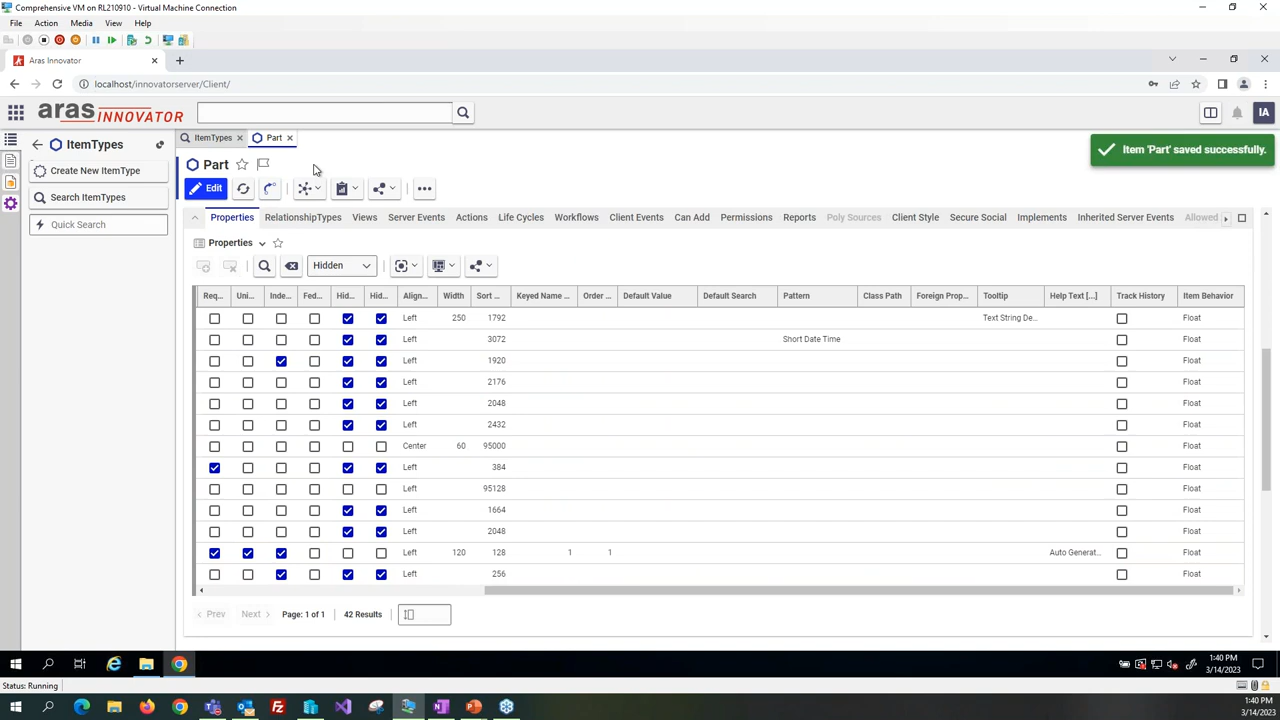 Comprehensive VM on RL210910 - Virtual Machine Connection
File Action Media View Help
Aras Innovator
localhost/innovatorserver/Client/
aras INNOVATOR
IA
ItemTypes
Create New ItemType
Search ItemTypes
Quick Search
ItemTypes Part
Item 'Part' saved successfully.
Part
Edit
Properties RelationshipTypes Views Server Events Actions Life Cycles Workflows Client Events Can Add Permissions Reports Poly Sources Client Style Secure Social Implements Inherited Server Events Allowed
Properties
Hidden
Req... Uni... Inde... Fed... Hid... Hid... Align... Width Sort ... Keyed Name ... Order ... Default Value Default Search Pattern Class Path Foreign Prop... Tooltip Help Text [...] Track History Item Behavior
Left 250 1792 Text String De... Float
Left 3072 Short Date Time Float
Left 1920 Float
Left 2176 Float
Left 2048 Float
Left 2432 Float
Center 60 95000 Float
Left 384 Float
Left 95128 Float
Left 1664 Float
Left 2048 Float
Left 120 128 1 1 Auto Generat... Float
Left 256 Float
< Prev Next > Page: 1 of 1 42 Results
1:40 PM
3/14/2023
Status: Running
1:40 PM
3/14/2023